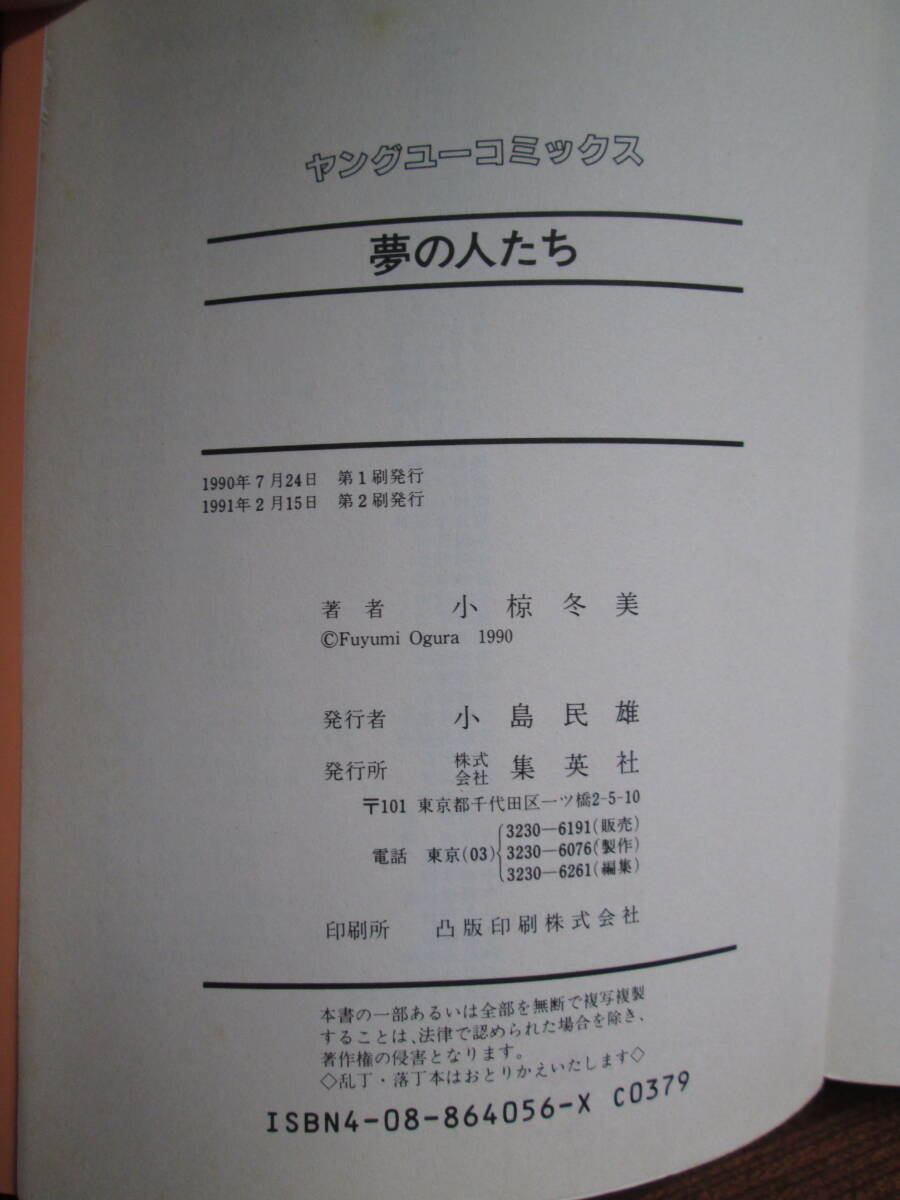 ヤングユーコミックス
夢の人たち
1990年7月24日 第1刷発行
1991年2月15日 第2刷発行
著者 小椋冬美
©Fuyumi Ogura 1990
発行者 小島民雄
発行所 株式会社 集英社
〒101 東京都千代田区一ツ橋2-5-10
3230―6191(販売)
電話 東京(03) 3230―6076(製作)
3230―6261(編集)
印刷所 凸版印刷株式会社
本書の一部あるいは全部を無断で複写複製
することは、法律で認められた場合を除き、
著作権の侵害となります。
◇乱丁・落丁本はおとりかえいたします◇
ISBN4-08-864056-X C0379